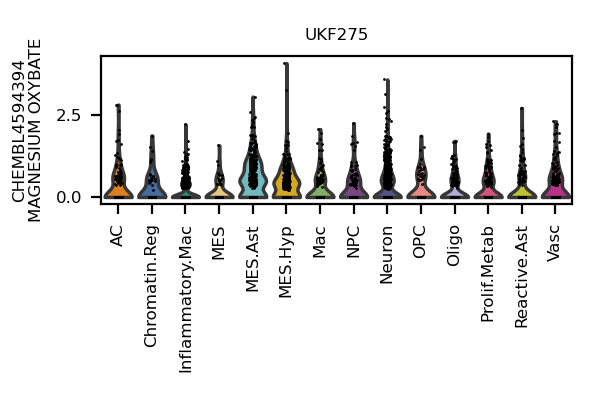 UKF275
CHEMBL4594394
MAGNESIUM OXYBATE
2.5
0.0
AC
Chromatin.Reg
Inflammatory.Mac
MES
MES.Ast
MES.Hyp
Mac
NPC
Neuron
OPC
Oligo
Prolif.Metab
Reactive.Ast
Vasc